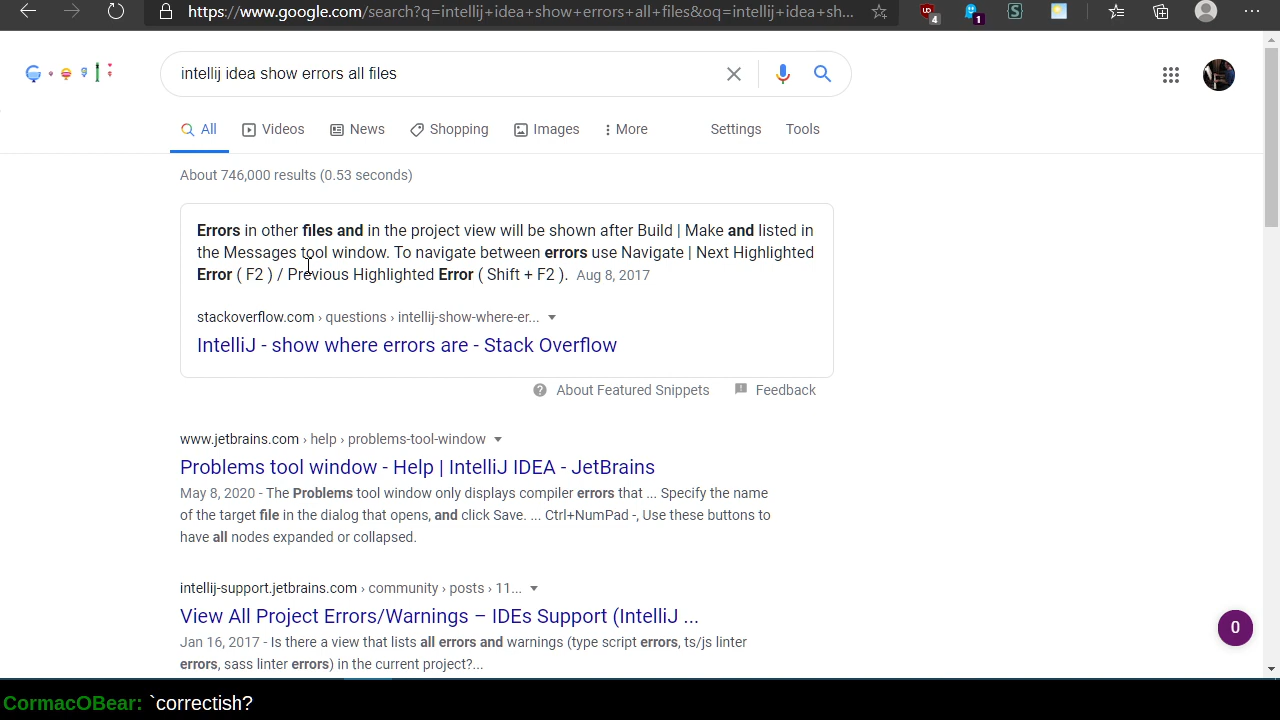 https://www.google.com/search?q=intellij+idea+show+errors+all+files&oq=intellij+idea+sh...
4
1
intellij idea show errors all files
All
Videos
News
Shopping
Images
More
Settings
Tools
About 746,000 results (0.53 seconds)
Errors in other files and in the project view will be shown after Build | Make and listed in
the Messages tool window. To navigate between errors use Navigate | Next Highlighted
Error ( F2 ) / Previous Highlighted Error ( Shift + F2 ). Aug 8, 2017
stackoverflow.com › questions › intellij-show-where-er...
IntelliJ - show where errors are - Stack Overflow
About Featured Snippets
Feedback
www.jetbrains.com › help › problems-tool-window
Problems tool window - Help | IntelliJ IDEA - JetBrains
May 8, 2020 - The Problems tool window only displays compiler errors that ... Specify the name
of the target file in the dialog that opens, and click Save. ... Ctrl+NumPad -, Use these buttons to
have all nodes expanded or collapsed.
intellij-support.jetbrains.com › community › posts › 11...
View All Project Errors/Warnings – IDEs Support (IntelliJ ...
Jan 16, 2017 - Is there a view that lists all errors and warnings (type script errors, ts/js linter
errors, sass linter errors) in the current project?...
0
CormacOBear: `correctish?